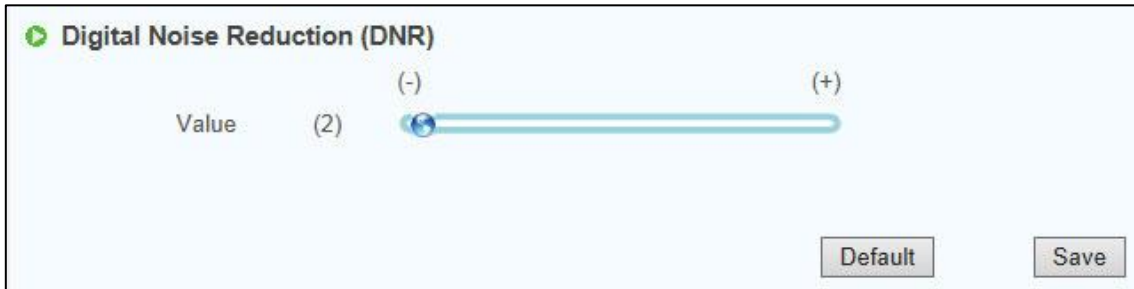 Digital Noise Reduction (DNR)
(-) (+)
Value (2)
Default Save